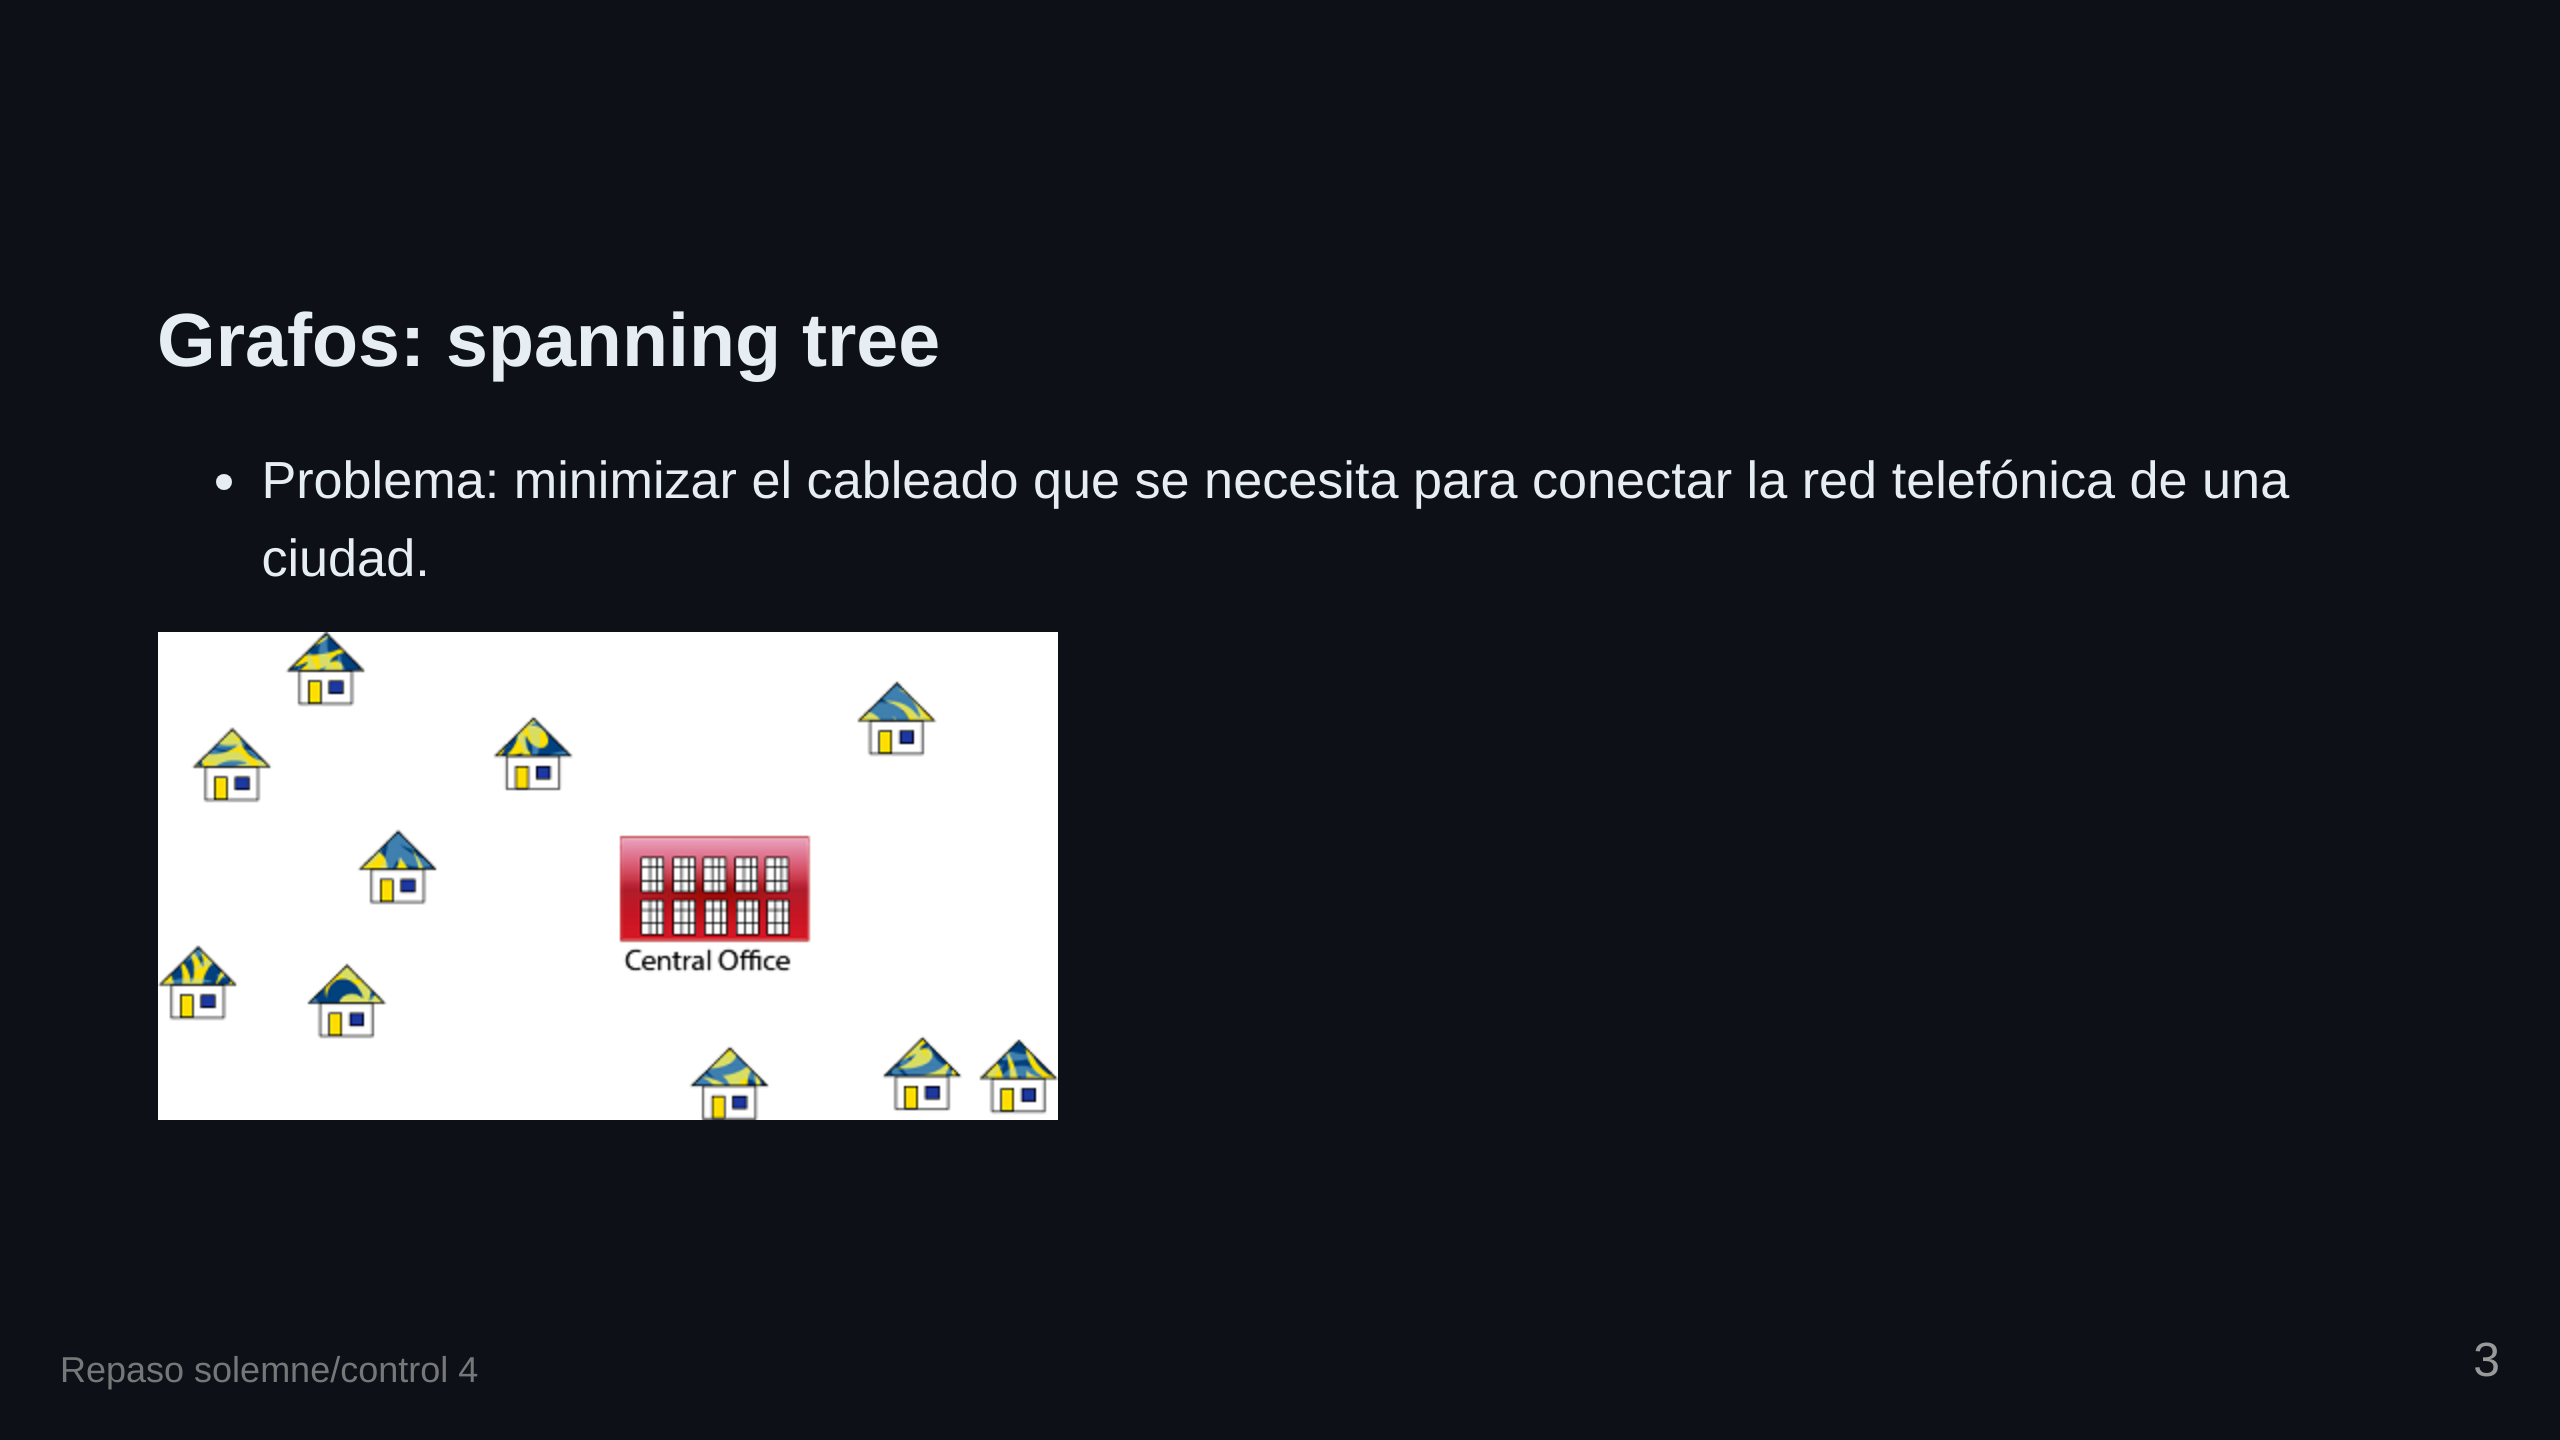 Grafos: spanning tree
• Problema: minimizar el cableado que se necesita para conectar la red telefónica de una
ciudad.
Central Office
Repaso solemne/control 4
3